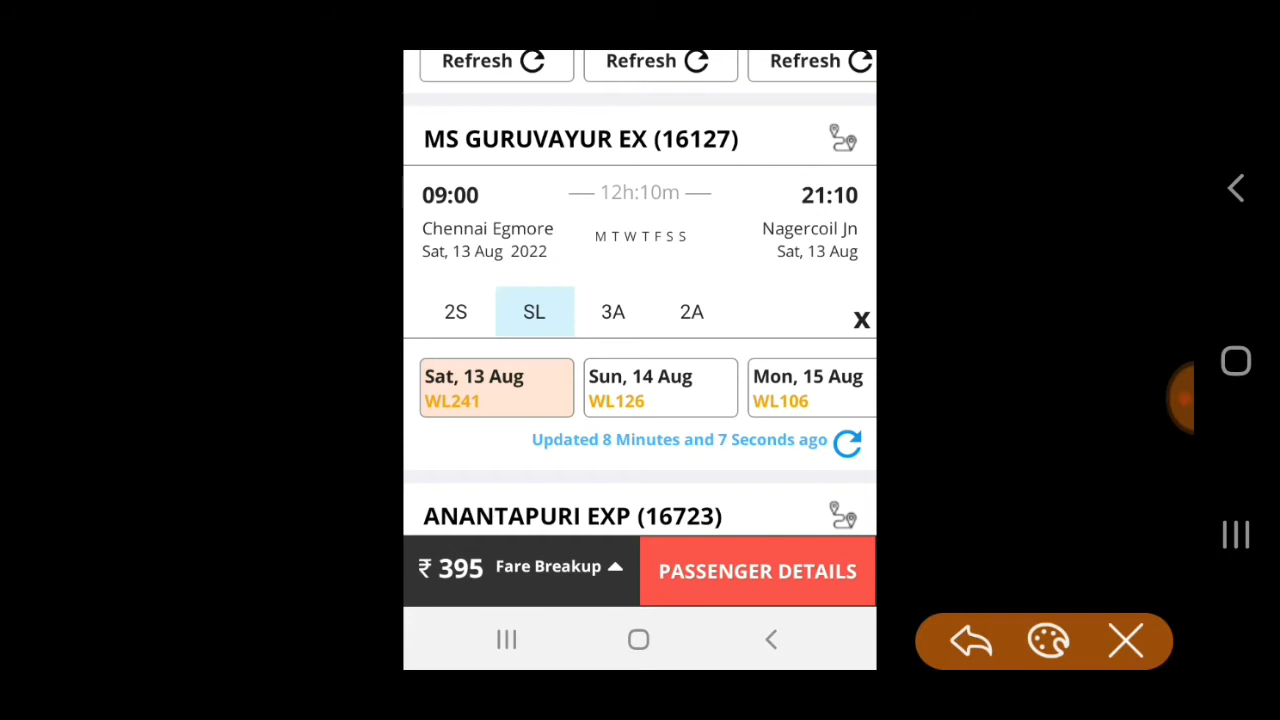 Refresh Refresh Refresh
MS GURUVAYUR EX (16127)
09:00 12h:10m 21:10
Chennai Egmore M T W T F S S Nagercoil Jn
Sat, 13 Aug 2022 Sat, 13 Aug
2S SL 3A 2A X
Sat, 13 Aug Sun, 14 Aug Mon, 15 Aug
WL241 WL126 WL106
Updated 8 Minutes and 7 Seconds ago
ANANTAPURI EXP (16723)
₹ 395 Fare Breakup PASSENGER DETAILS